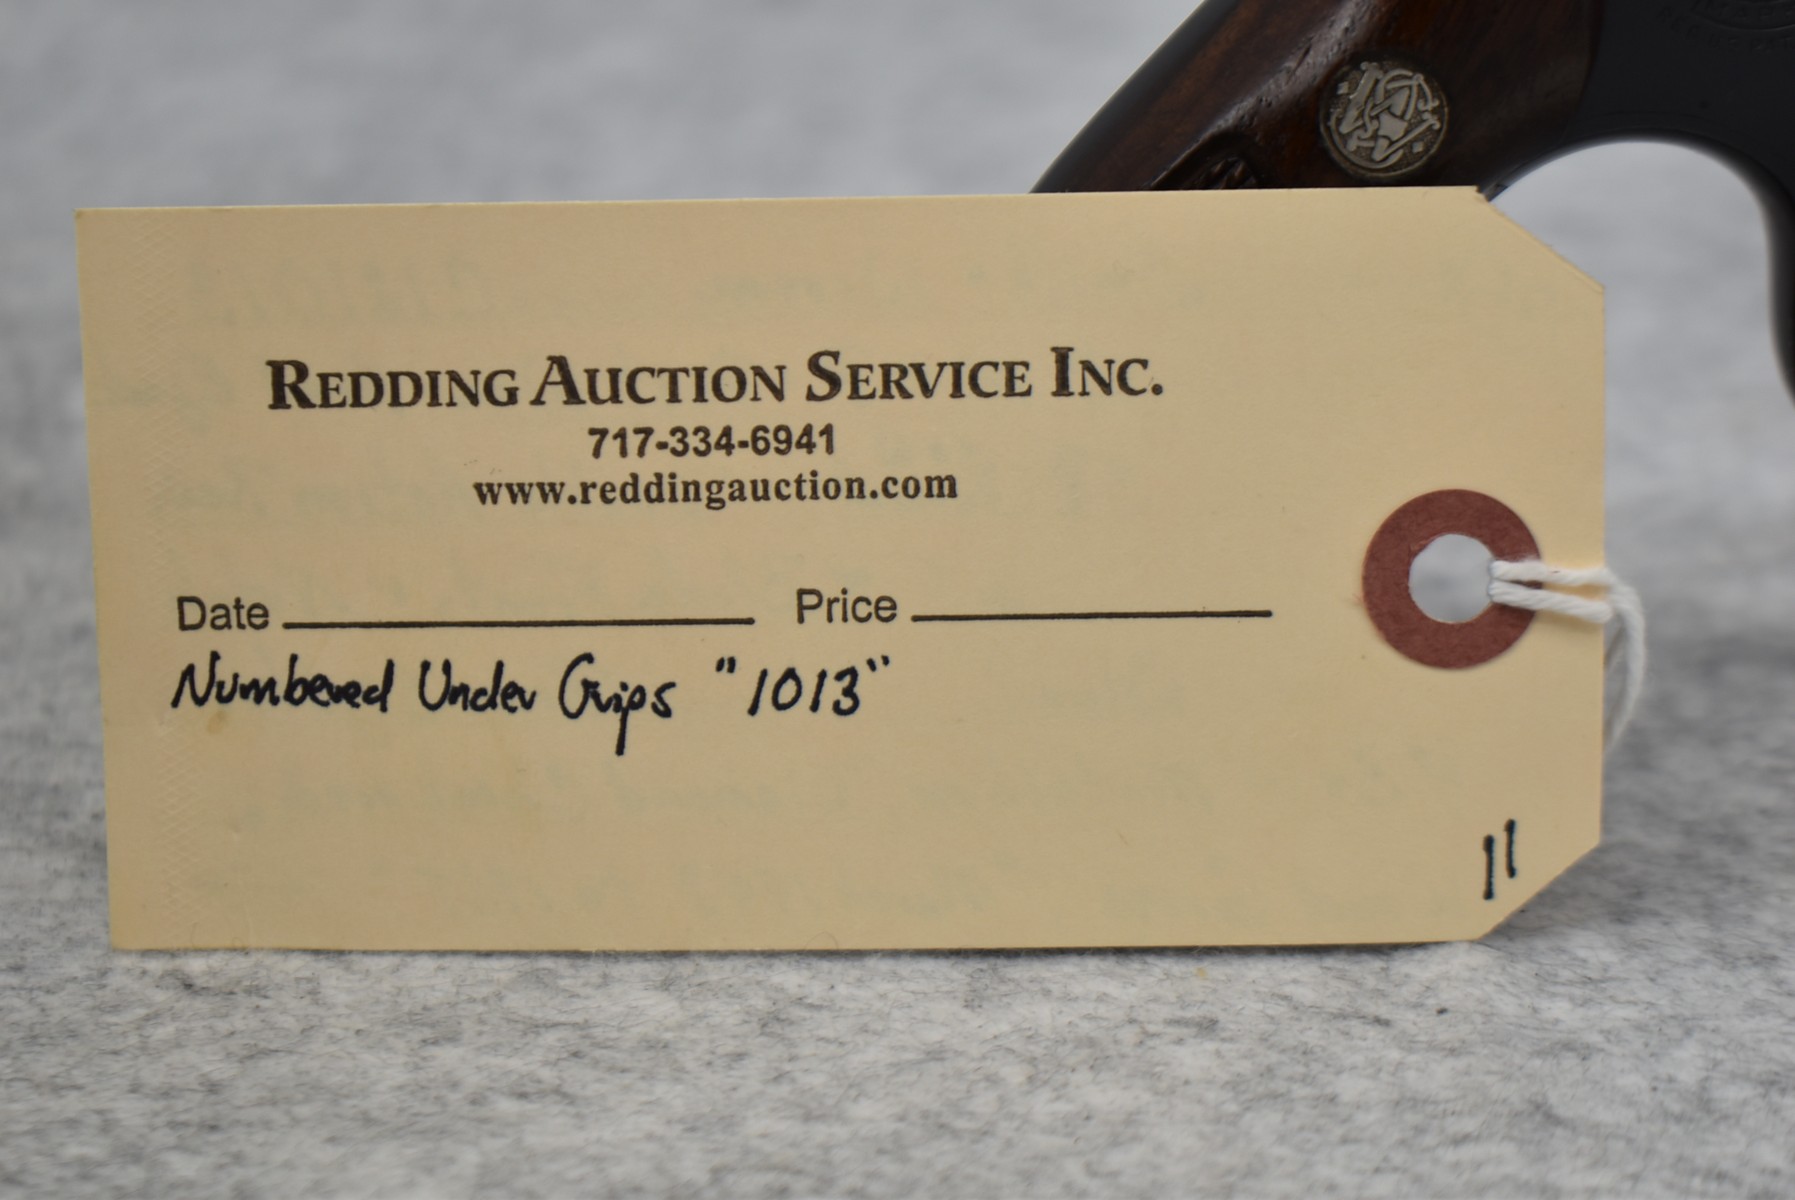 REDDING AUCTION SERVICE INC.
717-334-6941
www.reddingauction.com
Date Price
Numbered Under Grips "1013"
11